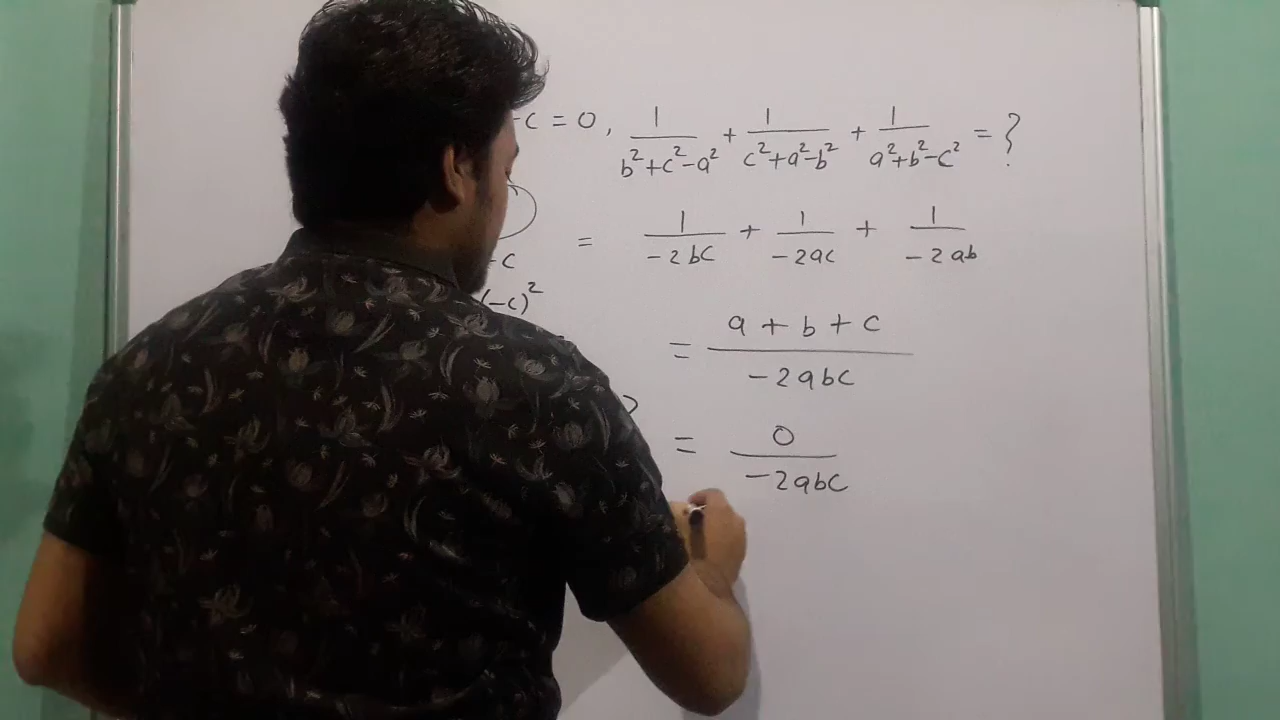 -c = 0, 1/(b²+c²-a²) + 1/(c²+a²-b²) + 1/(a²+b²-c²) = ?
= 1/(-2bc) + 1/(-2ac) + 1/(-2ab)
-c
(-c)²
= (a+b+c)/(-2abc)
= 0/(-2abc)